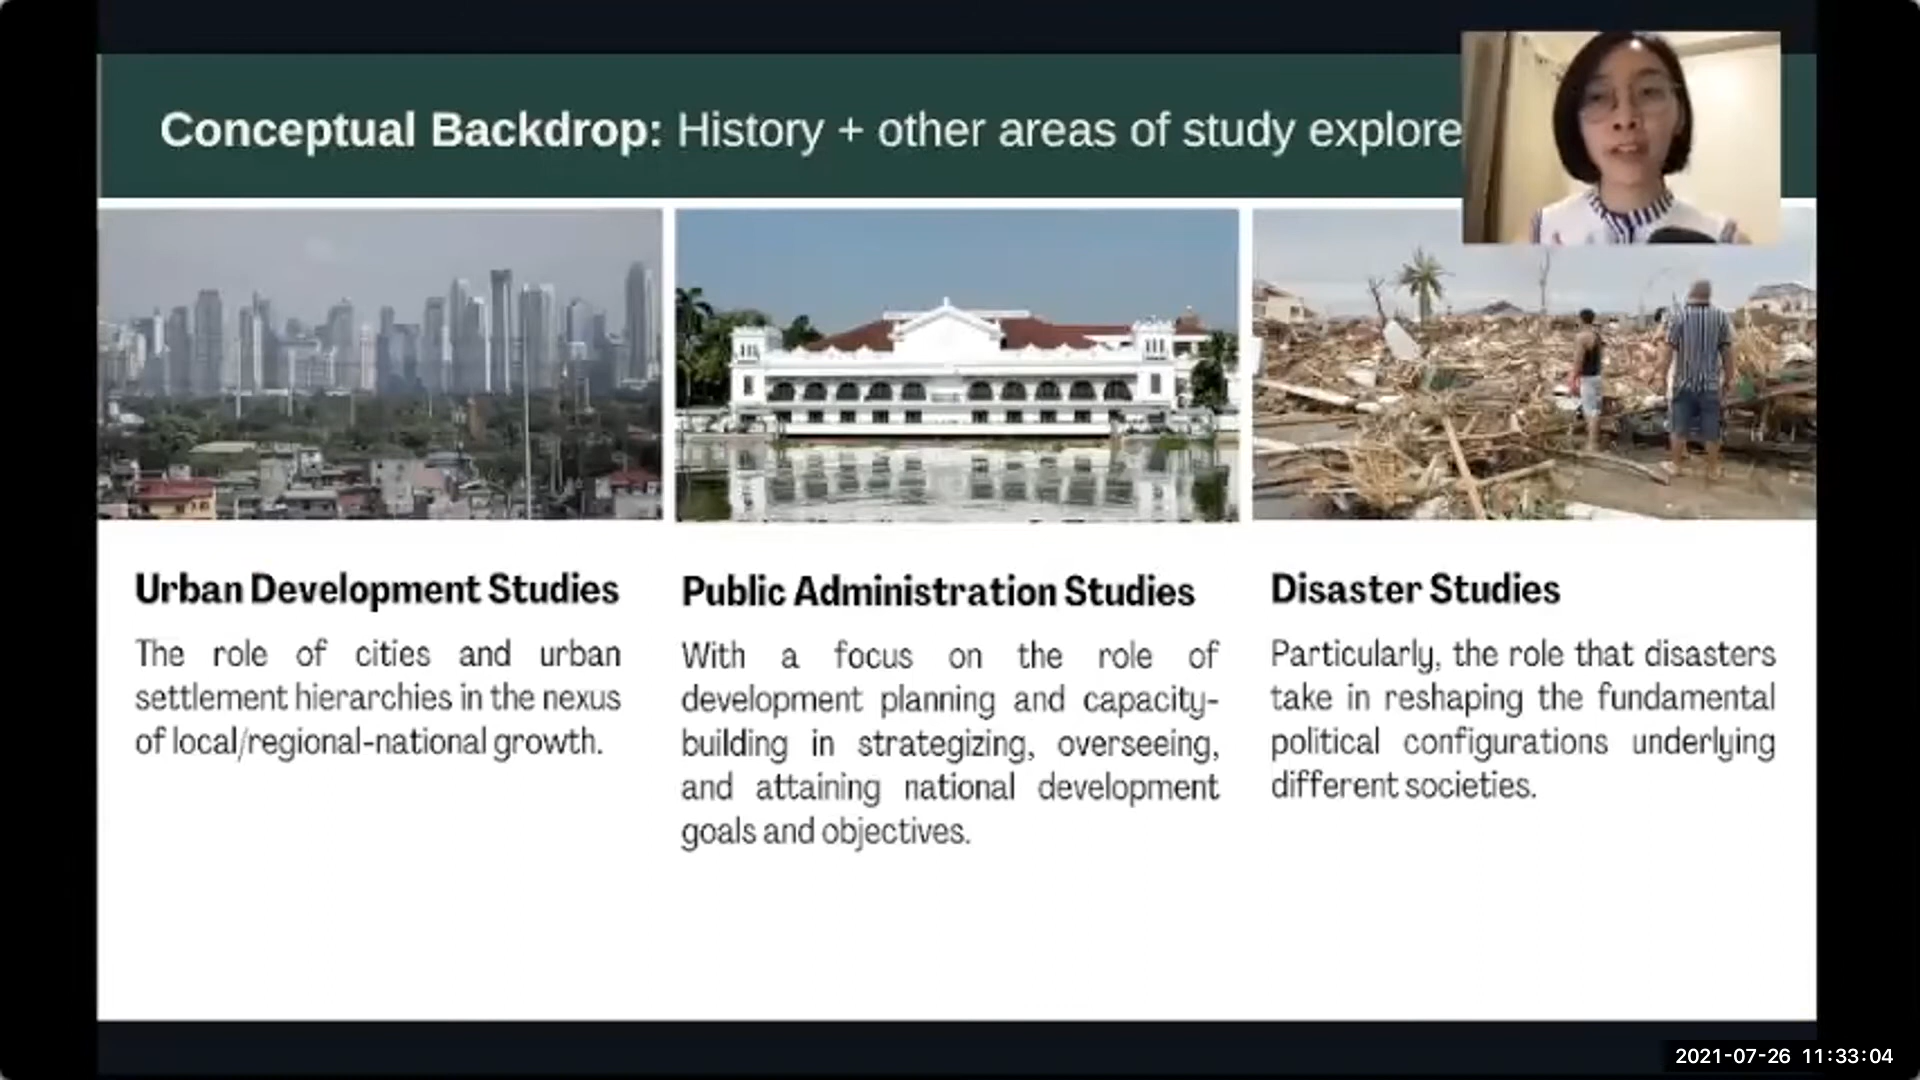 Conceptual Backdrop: History + other areas of study explore
Urban Development Studies
The role of cities and urban
settlement hierarchies in the nexus
of local/regional-national growth.
Public Administration Studies
With a focus on the role of
development planning and capacity-
building in strategizing, overseeing,
and attaining national development
goals and objectives.
Disaster Studies
Particularly, the role that disasters
take in reshaping the fundamental
political configurations underlying
different societies.
2021-07-26 11:33:04